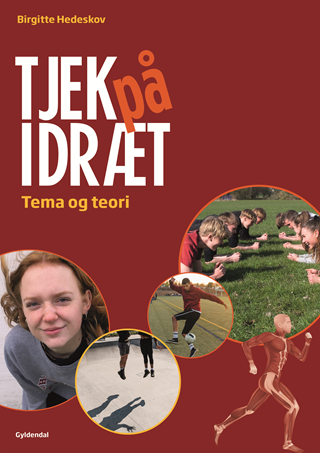 Birgitte Hedeskov
TJEK på
IDRÆT
Tema og teori
Gyldendal